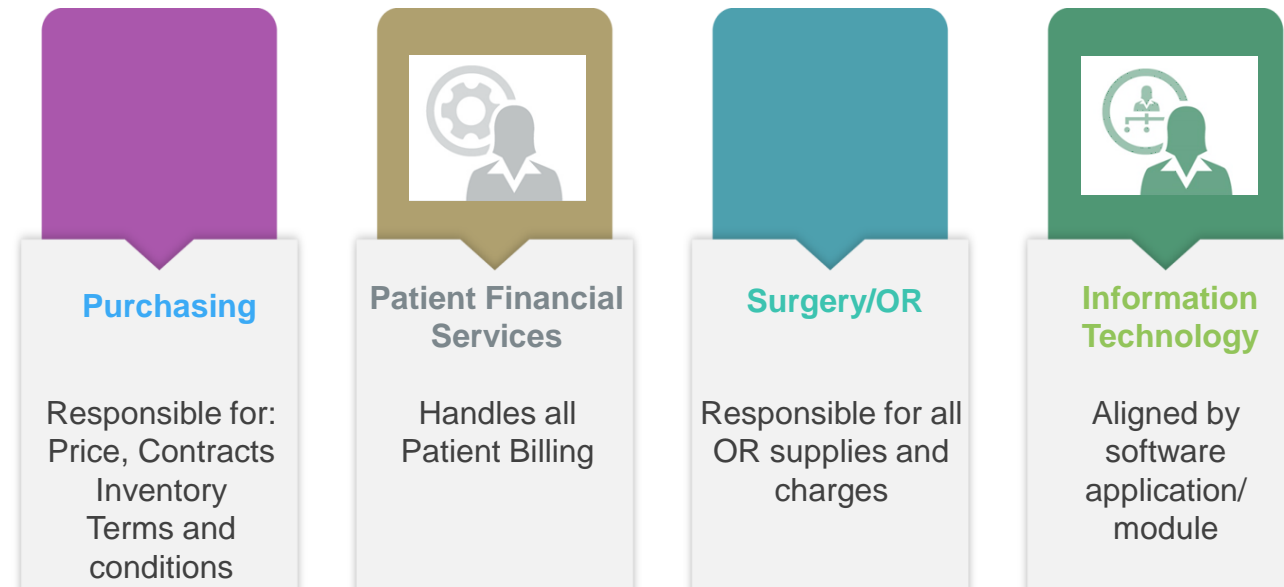 Purchasing
Responsible for:
Price, Contracts
Inventory
Terms and
conditions
Patient Financial
Services
Handles all
Patient Billing
Surgery/OR
Responsible for all
OR supplies and
charges
Information
Technology
Aligned by
software
application/
module